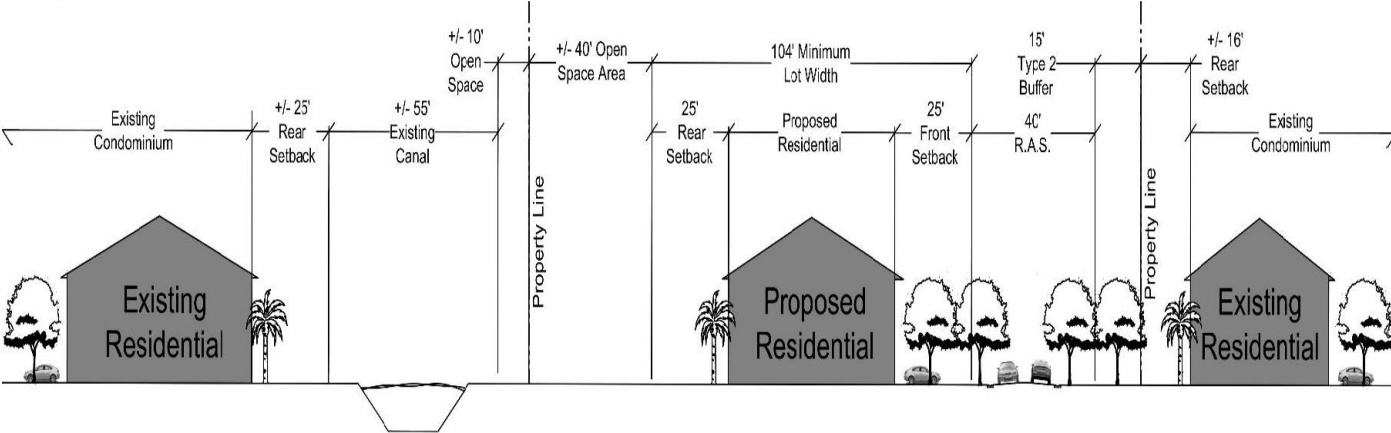 +/- 10'
Open
Space
+/- 40' Open
Space Area
104' Minimum
Lot Width
15'
Type 2
Buffer
+/- 16'
Rear
Setback
Existing
Condominium
+/- 25'
Rear
Setback
+/- 55'
Existing
Canal
25'
Rear
Setback
Proposed
Residential
25'
Front
Setback
40'
R.A.S.
Existing
Condominium
Property Line
Property Line
Existing
Residential
Proposed
Residential
Existing
Residential